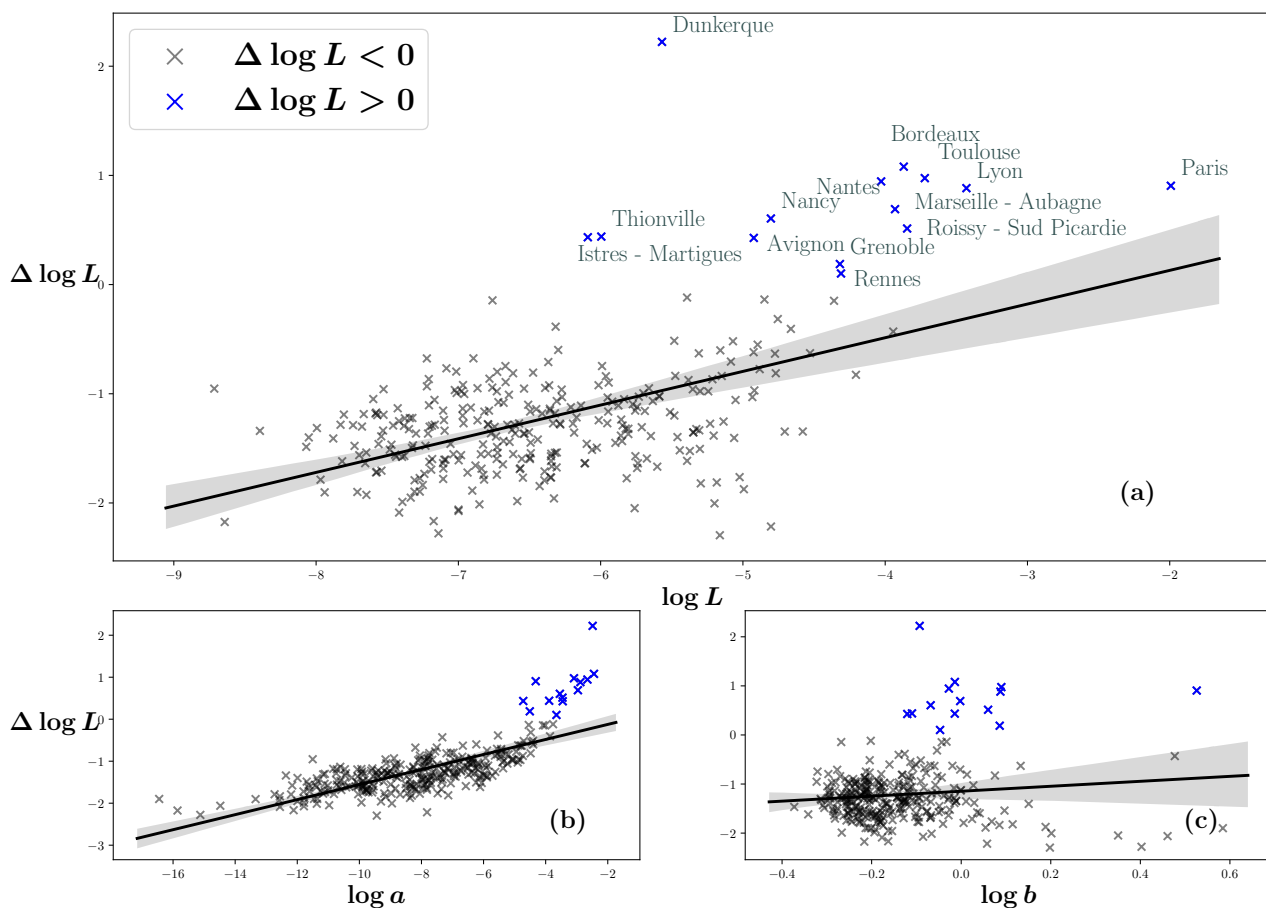 Dunkerque
Δ log L < 0
Δ log L > 0
2
Bordeaux
Toulouse
1
Nantes
Lyon
Paris
Nancy
Marseille - Aubagne
Thionville
Roissy - Sud Picardie
Istres - Martigues
Avignon
Grenoble
Rennes
Δ log L
0
−1
−2
(a)
−9 −8 −7 −6 −5 −4 −3 −2
log L
2
1
Δ log L
0
−1
−2
−3
(b)
−16 −14 −12 −10 −8 −6 −4 −2
log a
2
1
0
−1
−2
(c)
−0.4 −0.2 0.0 0.2 0.4 0.6
log b